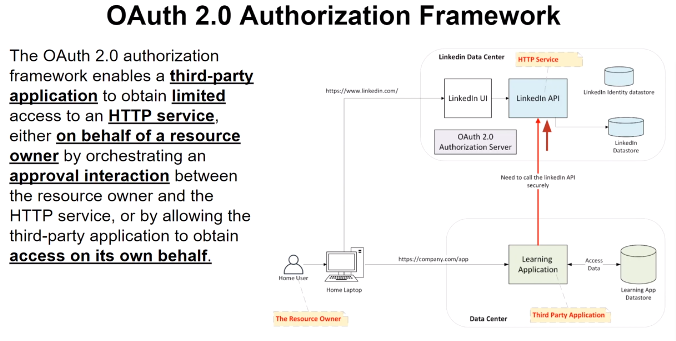 OAuth 2.0 Authorization Framework
The OAuth 2.0 authorization
framework enables a third-party
application to obtain limited
access to an HTTP service,
either on behalf of a resource
owner by orchestrating an
approval interaction between
the resource owner and the
HTTP service, or by allowing the
third-party application to obtain
access on its own behalf.
Linkedin Data Center
HTTP Service
https://www.linkedin.com/
LinkedIn UI
LinkedIn API
LinkedIn Identity datastore
OAuth 2.0
Authorization Server
LinkedIn
Datastore
Need to call the linkedIn API
securely
https://company.com/app
Learning
Application
Access
Data
Home User
Home Laptop
Learning App
Datastore
The Resource Owner
Data Center
Third Party Application